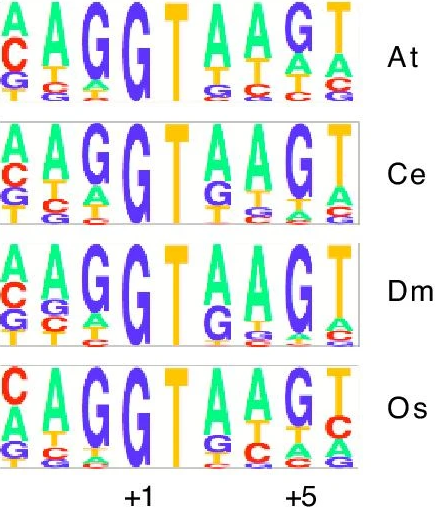 A A G G T A A G T At
C T A T T A A
G C T G C T C
T G C G C G
A A G G T A A G T Ce
C T A G T T A
G C T T G A C
T G C C G
A A G G T A A G T Dm
C G A G T A A
G C T T G T C
T T C C G
C A G G T A A G T Os
A T T G T T C
G C A T C A A
T G C G C G
+1 +5